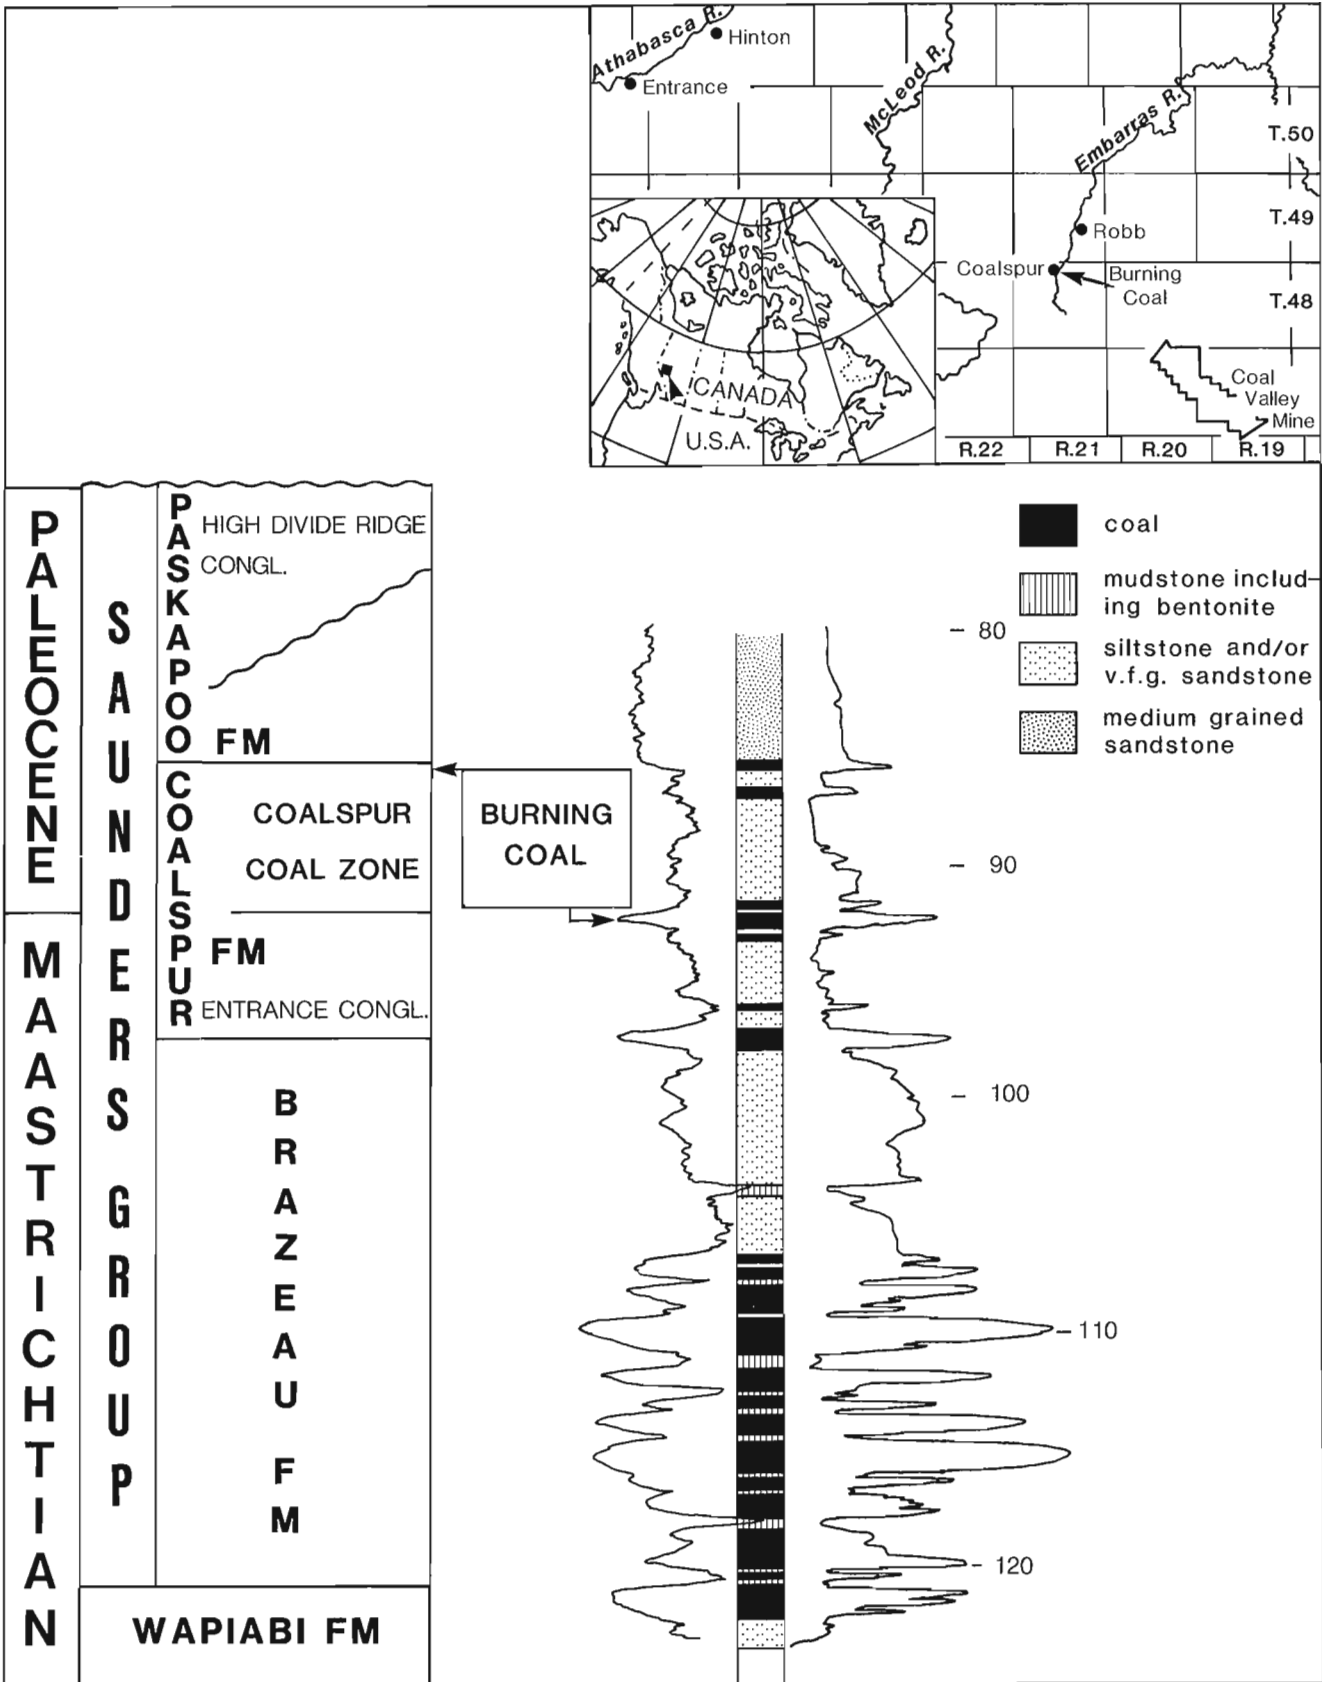 Athabasca R.
Hinton
Entrance
McLeod R.
Embarras R.
T.50
T.49
Robb
Coalspur
Burning
Coal
T.48
Coal
Valley
Mine
R.22
R.21
R.20
R.19
CANADA
U.S.A.
PALEOCENE
MAASTRICHTIAN
SAUNDERS GROUP
PASKAPOO
FM
HIGH DIVIDE RIDGE
CONGL.
COALSPUR
FM
COALSPUR
COAL ZONE
ENTRANCE CONGL.
BRAZEAU FM
WAPIABI FM
BURNING
COAL
coal
mudstone includ-
ing bentonite
siltstone and/or
v.f.g. sandstone
medium grained
sandstone
80
90
100
110
120